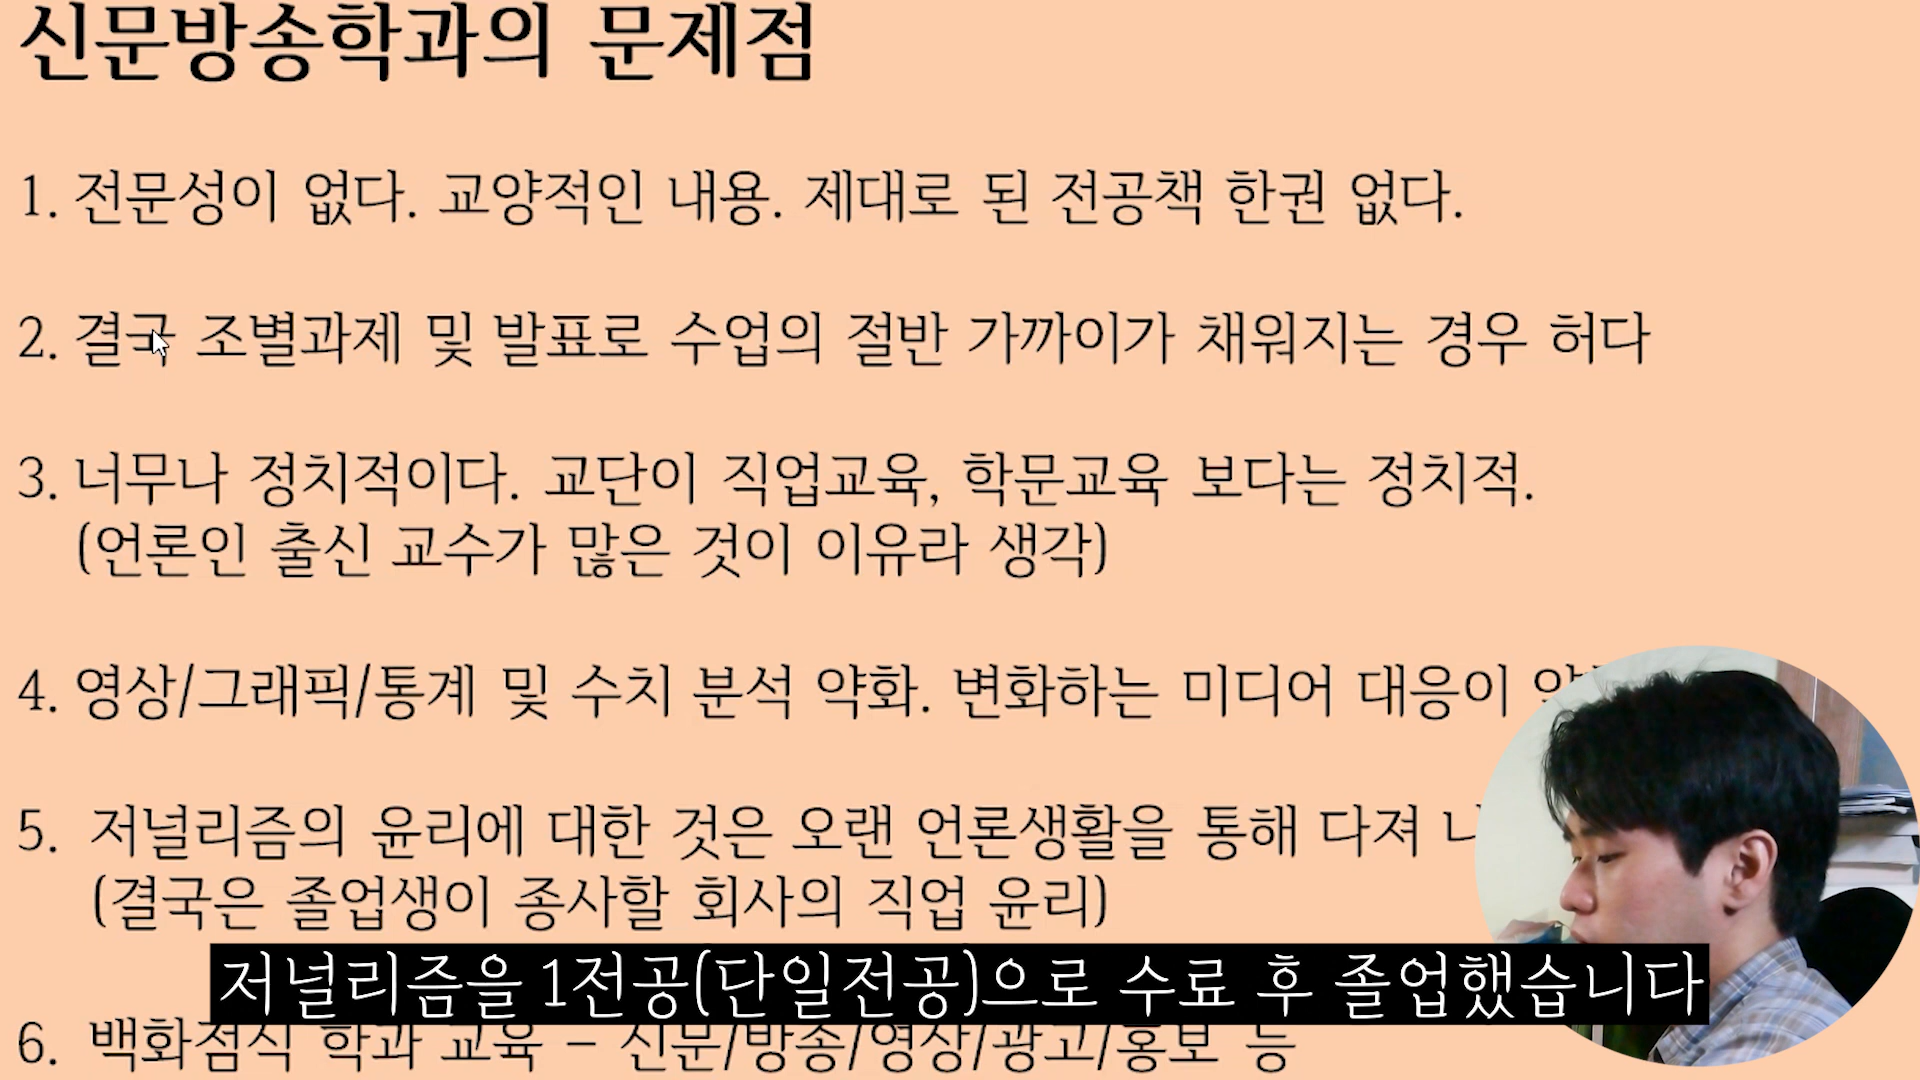 신문방송학과의 문제점
1. 전문성이 없다. 교양적인 내용. 제대로 된 전공책 한권 없다.
2. 결국 조별과제 및 발표로 수업의 절반 가까이가 채워지는 경우 허다
3. 너무나 정치적이다. 교단이 직업교육, 학문교육 보다는 정치적.
(언론인 출신 교수가 많은 것이 이유라 생각)
4. 영상/그래픽/통계 및 수치 분석 약화. 변화하는 미디어 대응이
5. 저널리즘의 윤리에 대한 것은 오랜 언론생활을 통해 다져
(결국은 졸업생이 종사할 회사의 직업 윤리)
저널리즘을 1전공(단일전공)으로 수료 후 졸업했습니다
6. 백화점식 학과 교육 - 신문/방송/영상/광고/홍보 등